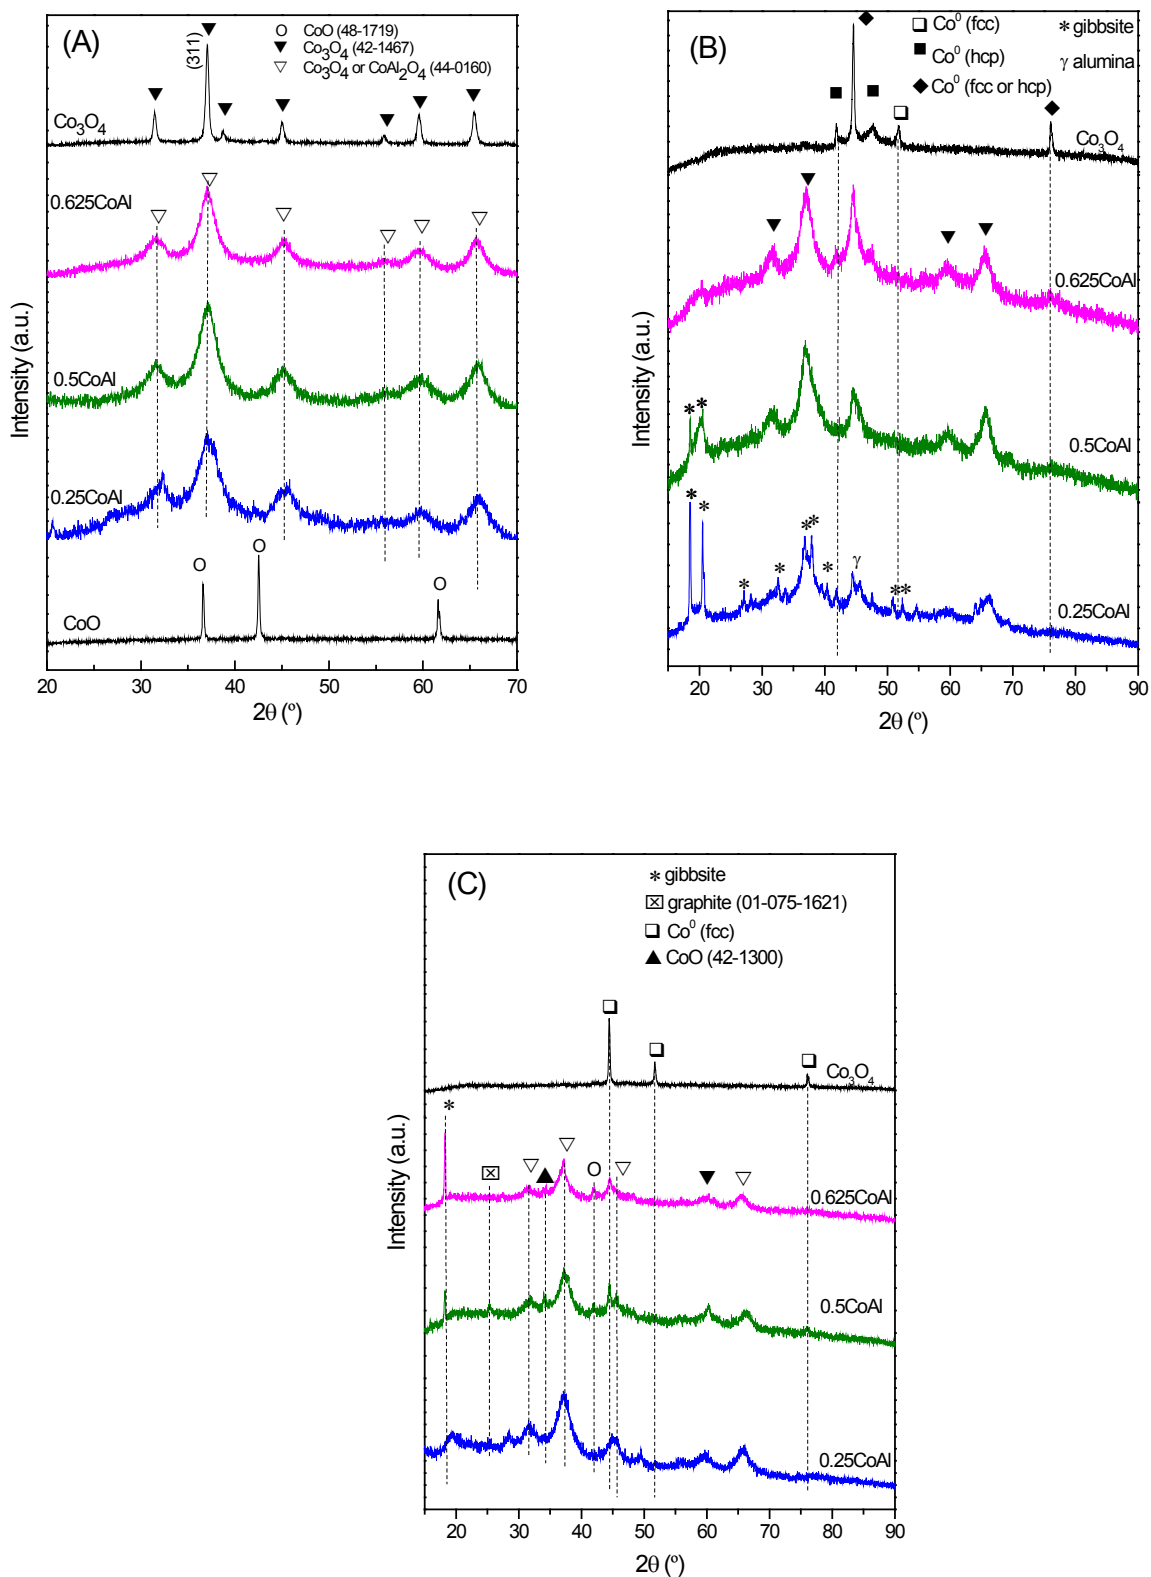 (A)
O CoO (48-1719)
▼ Co₃O₄ (42-1467)
▽ Co₃O₄ or CoAl₂O₄ (44-0160)
(311)
Co₃O₄
0.625CoAl
0.5CoAl
0.25CoAl
O
O
O
CoO
Intensity (a.u.)
20 30 40 50 60 70
2θ (º)
(B)
❑ Co⁰ (fcc)
■ Co⁰ (hcp)
◆ Co⁰ (fcc or hcp)
* gibbsite
γ alumina
Co₃O₄
0.625CoAl
* *
0.5CoAl
* *
* * * * * γ * *
0.25CoAl
Intensity (a.u.)
20 30 40 50 60 70 80 90
2θ (º)
(C)
* gibbsite
⊠ graphite (01-075-1621)
❑ Co⁰ (fcc)
▲ CoO (42-1300)
Co₃O₄
*
O
0.625CoAl
0.5CoAl
0.25CoAl
Intensity (a.u.)
20 30 40 50 60 70 80 90
2θ (º)